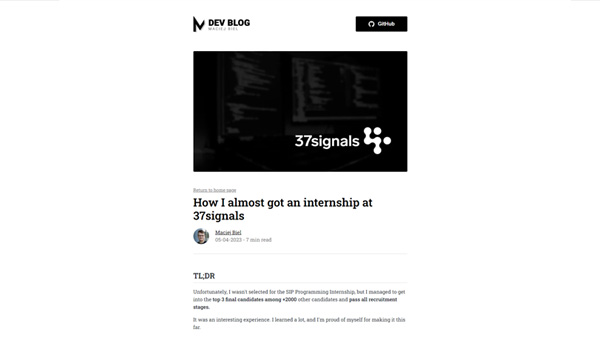 DEV BLOG
MACIEJ BIEL
GitHub
37signals
Return to home page
How I almost got an internship at
37signals
Maciej Biel
05-04-2023 - 7 min read
TL;DR
Unfortunately, I wasn't selected for the SIP Programming Internship, but I managed to get
into the top 3 final candidates among +2000 other candidates and pass all recruitment
stages.
It was an interesting experience. I learned a lot, and I'm proud of myself for making it this
far.